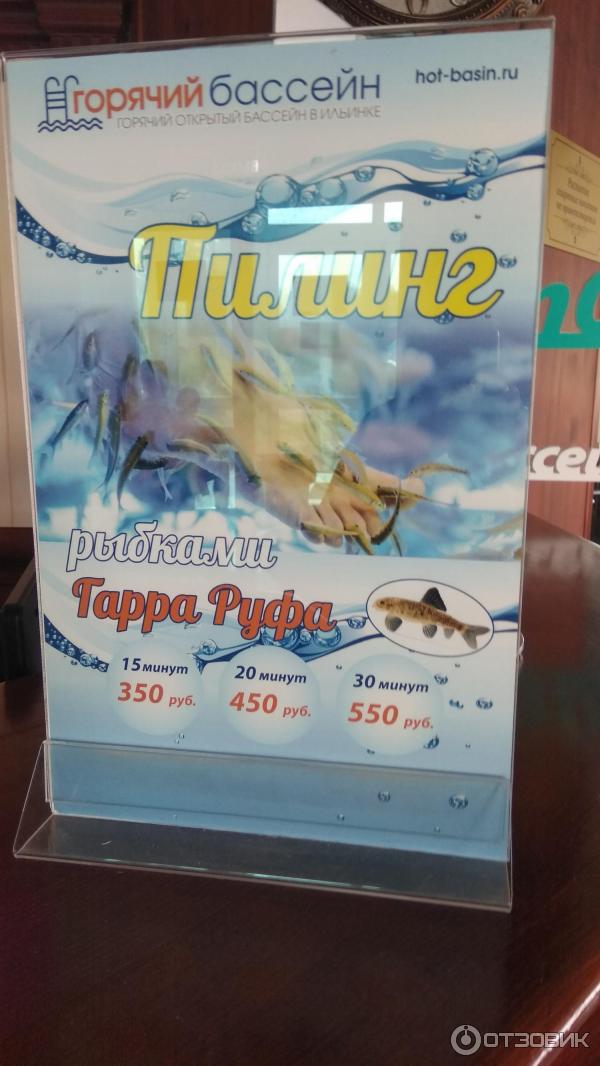 горячий бассейн
hot-basin.ru
ГОРЯЧИЙ ОТКРЫТЫЙ БАССЕЙН В ИЛЬИНКЕ
Пилинг
рыбками
Гарра Руфа
15 минут
350 руб.
20 минут
450 руб.
30 минут
550 руб.
ОТЗОВИК